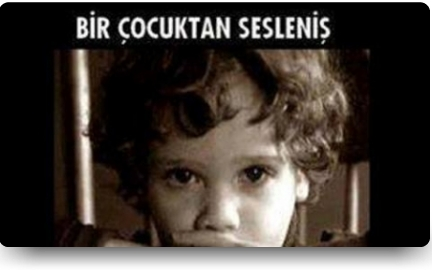 BİR ÇOCUKTAN SESLENİŞ